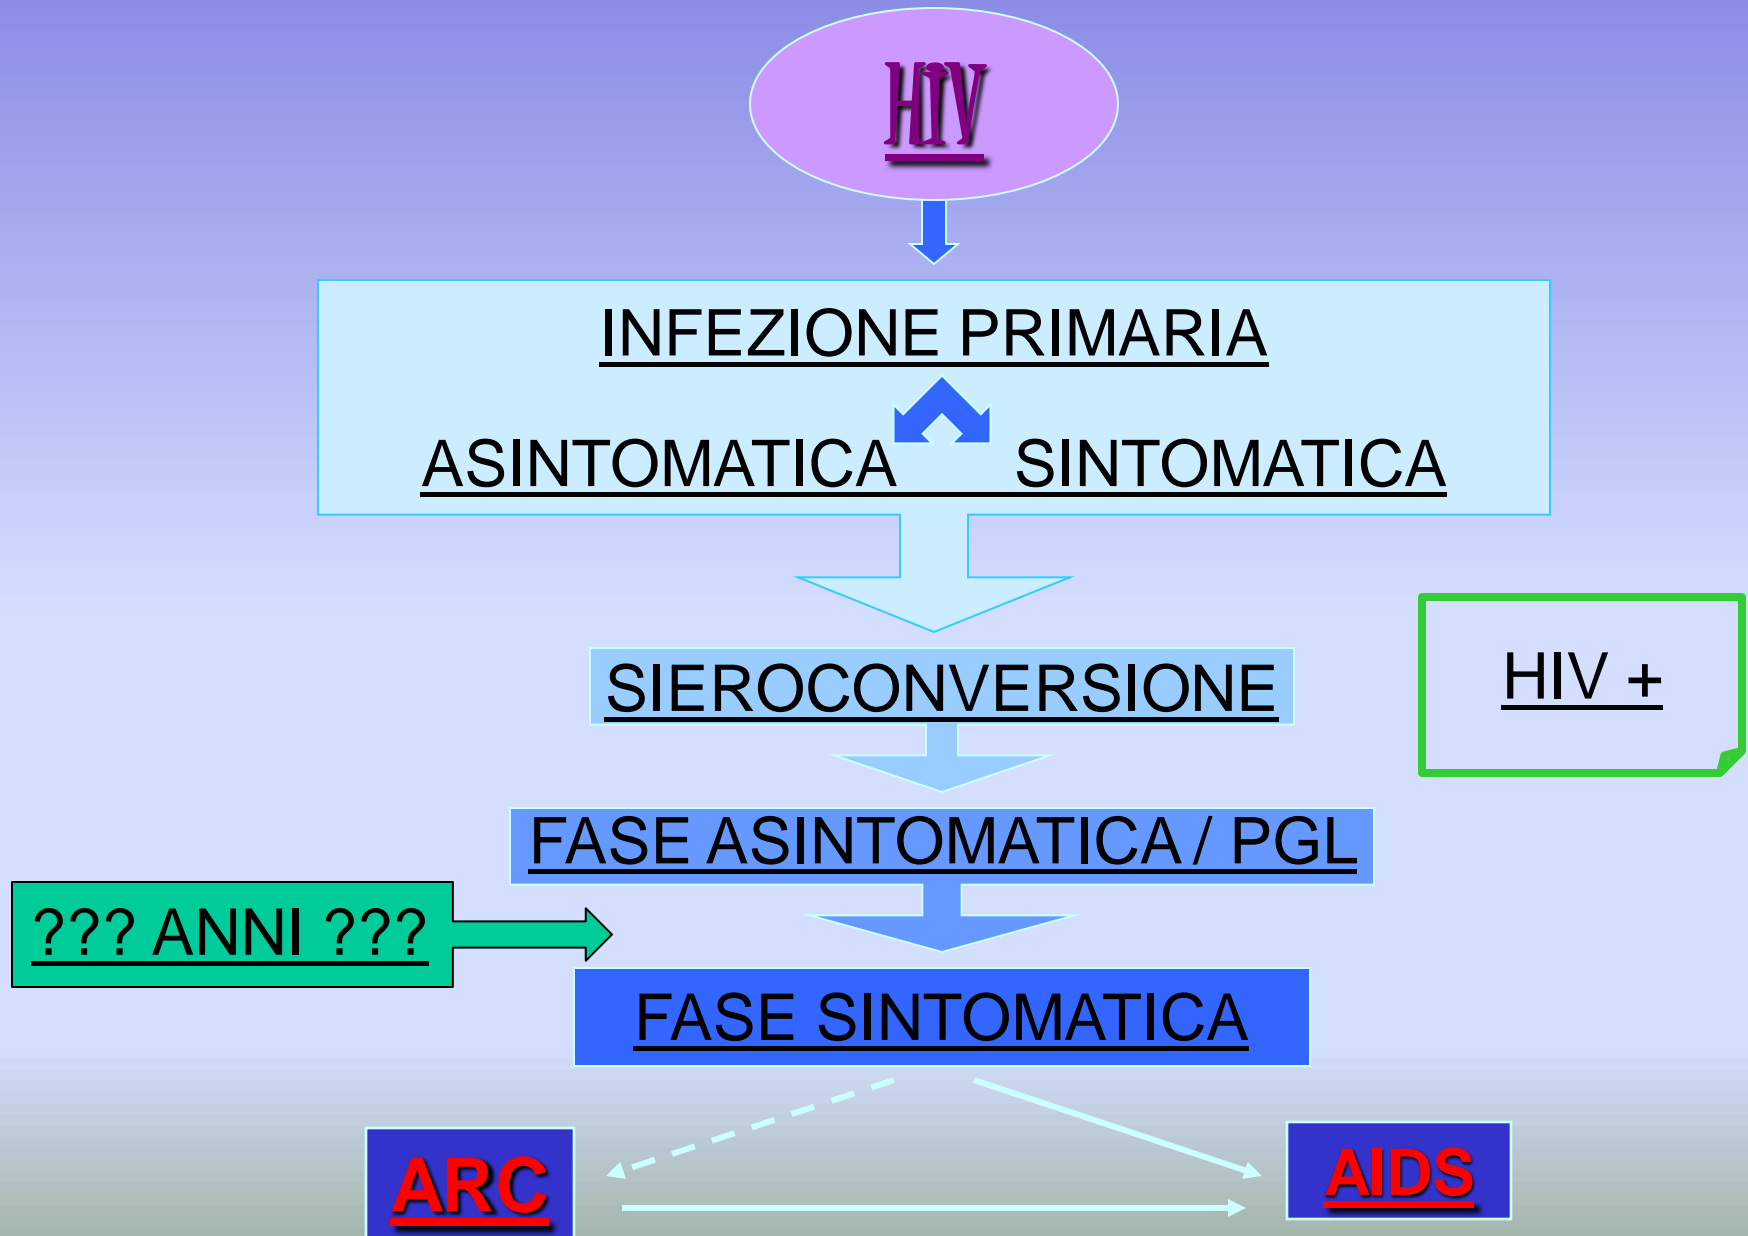 HIV
INFEZIONE PRIMARIA
ASINTOMATICA SINTOMATICA
SIEROCONVERSIONE
HIV +
FASE ASINTOMATICA / PGL
??? ANNI ???
FASE SINTOMATICA
ARC
AIDS